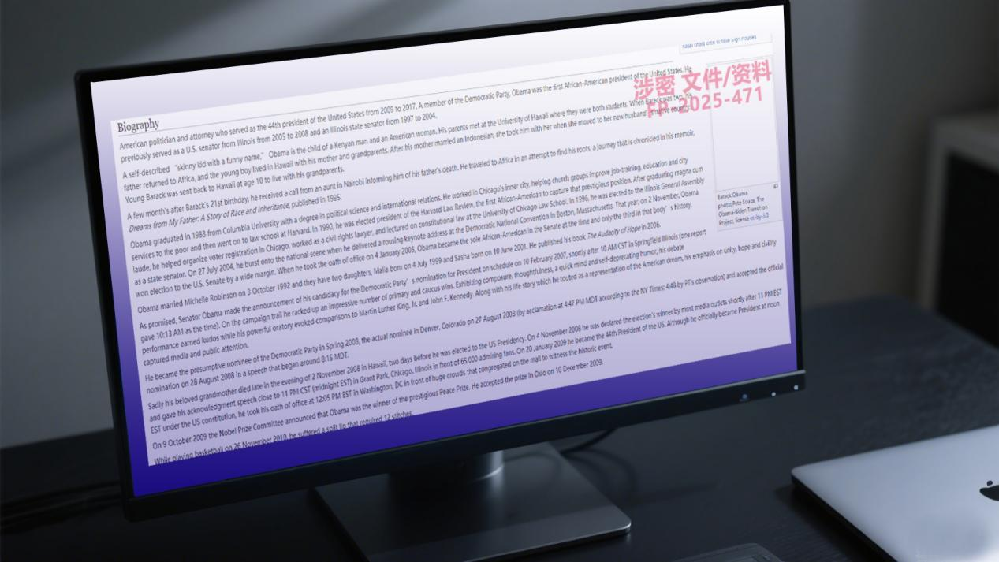 natal chart with Whole Sign houses
涉密 文件/资料
FB-2025-471
Biography
American politician and attorney who served as the 44th president of the United States from 2009 to 2017. A member of the Democratic Party, Obama was the first African-American president of the United States. He
previously served as a U.S. senator from Illinois from 2005 to 2008 and an Illinois state senator from 1997 to 2004.
A self-described “skinny kid with a funny name,” Obama is the child of a Kenyan man and an American woman. His parents met at the University of Hawaii where they were both students. When Barack was two, his
father returned to Africa, and the young boy lived in Hawaii with his mother and grandparents. After his mother married an Indonesian, she took him with her when she moved to her new husband's native country.
Young Barack was sent back to Hawaii at age 10 to live with his grandparents.
A few month's after Barack's 21st birthday, he received a call from an aunt in Nairobi informing him of his father's death. He traveled to Africa in an attempt to find his roots, a journey that is chronicled in his memoir,
Dreams from My Father: A Story of Race and Inheritance, published in 1995.
Obama graduated in 1983 from Columbia University with a degree in political science and international relations. He worked in Chicago's inner city, helping church groups improve job-training, education and city
services to the poor and then went on to law school at Harvard. In 1990, he was elected president of the Harvard Law Review, the first African-American to capture that prestigious position. After graduating magna cum
laude, he helped organize voter registration in Chicago, worked as a civil rights lawyer, and lectured on constitutional law at the University of Chicago Law School. In 1996, he was elected to the Illinois General Assembly
as a state senator. On 27 July 2004, he burst onto the national scene when he delivered a rousing keynote address at the Democratic National Convention in Boston, Massachusetts. That year, on 2 November, Obama
won election to the U.S. Senate by a wide margin. When he took the oath of office on 4 January 2005, Obama became the sole African-American in the Senate at the time and only the third in that body's history.
Obama married Michelle Robinson on 3 October 1992 and they have two daughters, Malia born on 4 July 1999 and Sasha born on 10 June 2001. He published his book The Audacity of Hope in 2006.
As promised, Senator Obama made the announcement of his candidacy for the Democratic Party's nomination for President on schedule on 10 February 2007, shortly after 10 AM CST in Springfield Illinois (one report
gave 10:13 AM as the time). On the campaign trail he racked up an impressive number of primary and caucus wins. Exhibiting composure, thoughtfulness, a quick mind and self-deprecating humor, his debate
performance earned kudos while his powerful oratory evoked comparisons to Martin Luther King, Jr. and John F. Kennedy. Along with his life story which he touted as a representation of the American dream, his emphasis on unity, hope and civility
captured media and public attention.
He became the presumptive nominee of the Democratic Party in Spring 2008, the actual nominee in Denver, Colorado on 27 August 2008 (by acclamation at 4:47 PM MDT according to the NY Times: 4:48 by PT's observation) and accepted the official
nomination on 28 August 2008 in a speech that began around 8:15 MDT.
Sadly his beloved grandmother died late in the evening of 2 November 2008 in Hawaii, two days before he was elected to the US Presidency. On 4 November 2008 he was declared the election's winner by most media outlets shortly after 11 PM EST
and gave his acknowledgment speech close to 11 PM CST (midnight EST) in Grant Park, Chicago, Illinois in front of 65,000 admiring fans. On 20 January 2009 he became the 44th President of the US. Although he officially became President at noon
EST under the US constitution, he took his oath of office at 12:05 PM EST in Washington, DC in front of huge crowds that congregated on the mall to witness the historic event.
On 9 October 2009 the Nobel Prize Committee announced that Obama was the winner of the prestigious Peace Prize. He accepted the prize in Oslo on 10 December 2009.
While playing basketball on 26 November 2010, he suffered a split lip that required 12 stitches.
Barack Obama
photo: Pete Souza, The
Obama-Biden Transition
Project, license cc-by-3.0